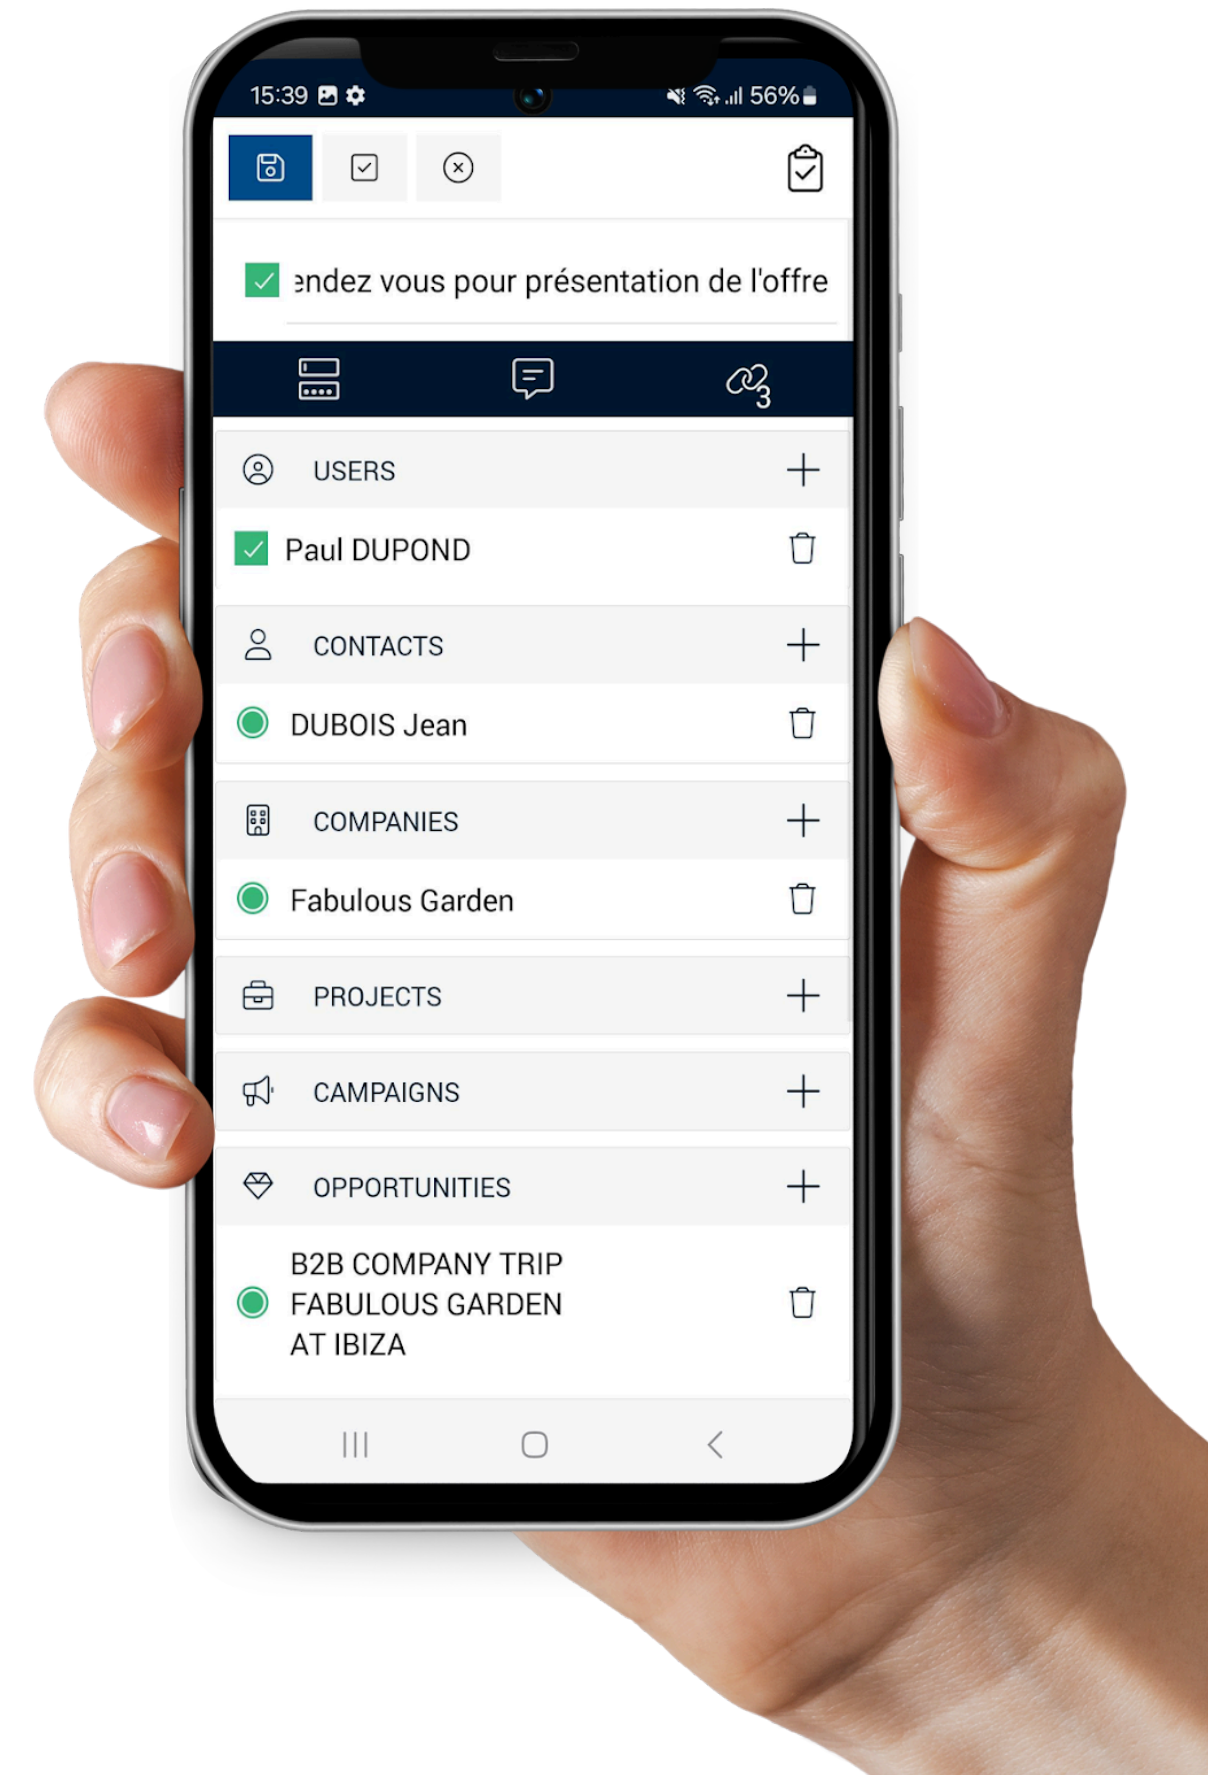 15:39 56%
endez vous pour présentation de l'offre
3
USERS
Paul DUPOND
CONTACTS
DUBOIS Jean
COMPANIES
Fabulous Garden
PROJECTS
CAMPAIGNS
OPPORTUNITIES
B2B COMPANY TRIP
FABULOUS GARDEN
AT IBIZA